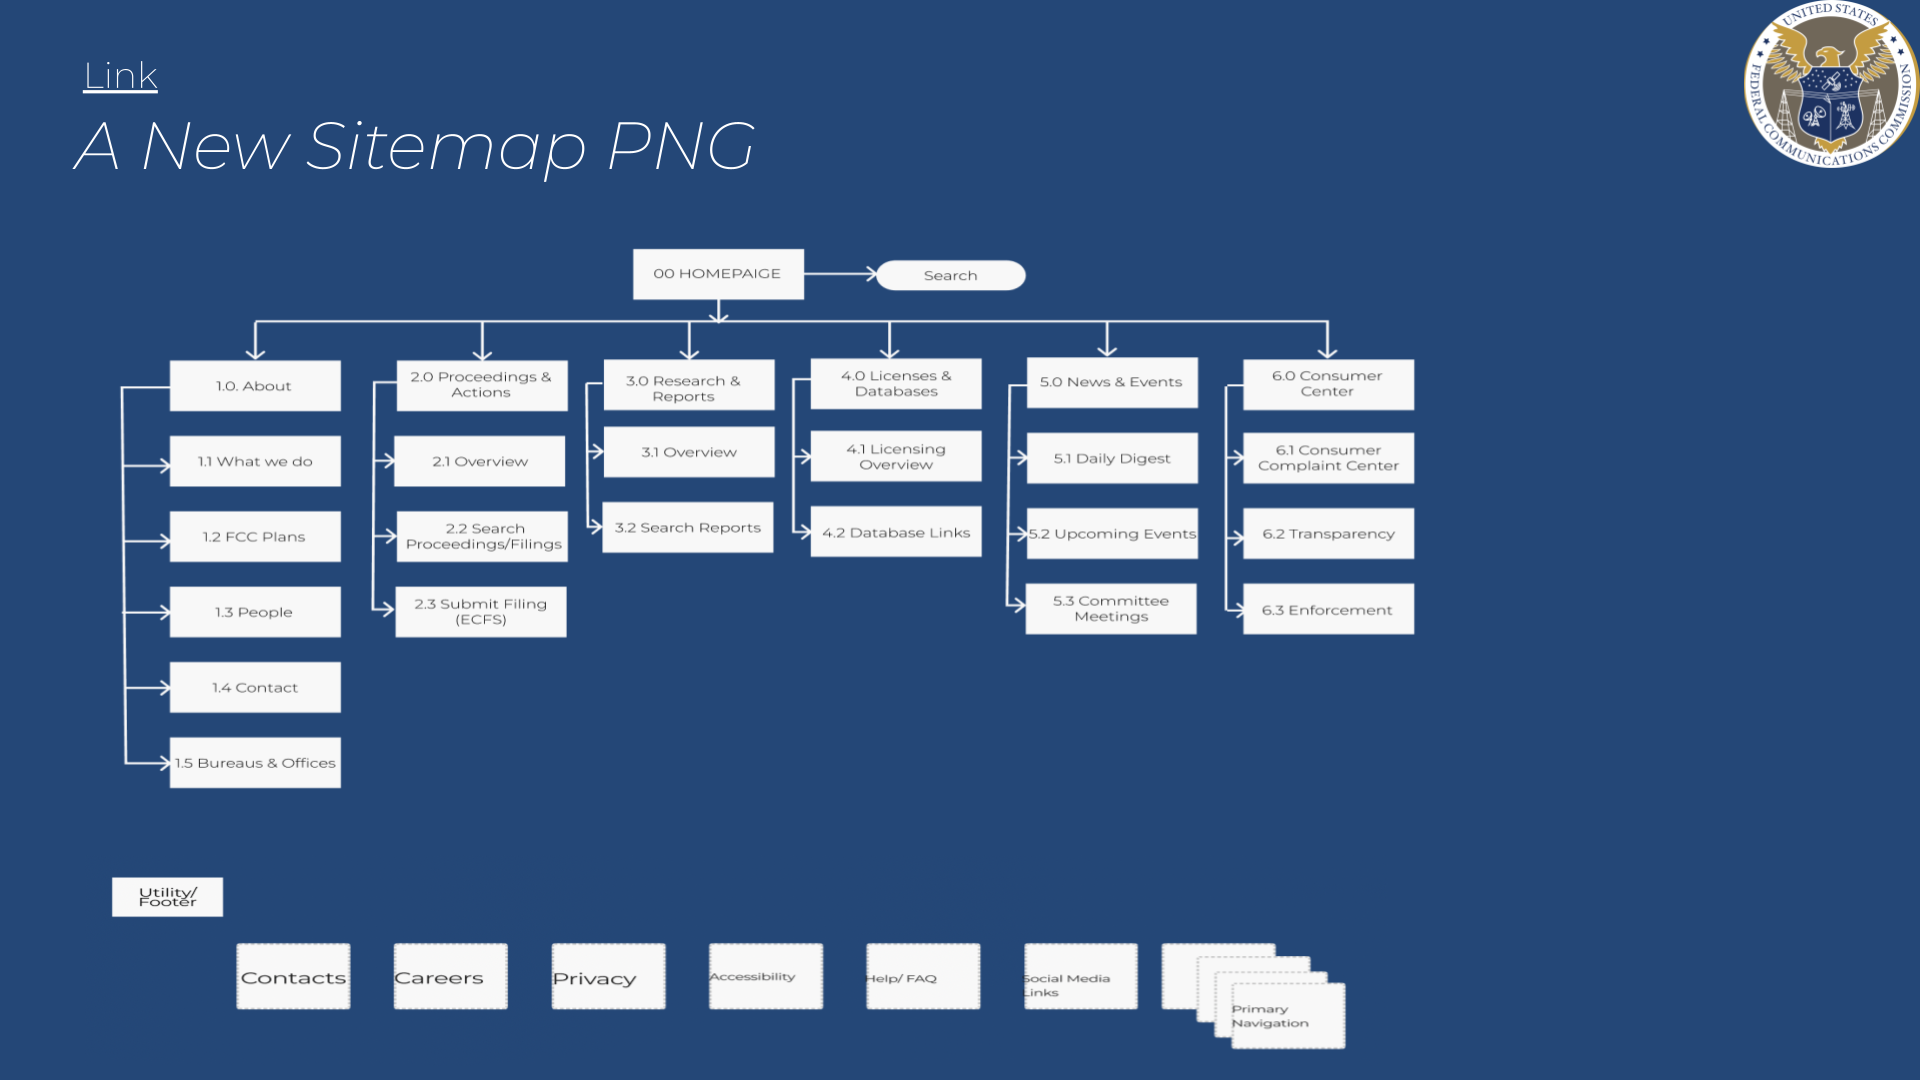 Link
A New Sitemap PNG
UNITED STATES
FEDERAL COMMUNICATIONS COMMISSION
00 HOMEPAIGE
Search
1.0. About
2.0 Proceedings &
Actions
3.0 Research &
Reports
4.0 Licenses &
Databases
5.0 News & Events
6.0 Consumer
Center
1.1 What we do
2.1 Overview
3.1 Overview
4.1 Licensing
Overview
5.1 Daily Digest
6.1 Consumer
Complaint Center
1.2 FCC Plans
2.2 Search
Proceedings/Filings
3.2 Search Reports
4.2 Database Links
5.2 Upcoming Events
6.2 Transparency
1.3 People
2.3 Submit Filing
(ECFS)
5.3 Committee
Meetings
6.3 Enforcement
1.4 Contact
1.5 Bureaus & Offices
Utility/
Footer
Contacts
Careers
Privacy
Accessibility
Help/ FAQ
Social Media
Links
Primary
Navigation